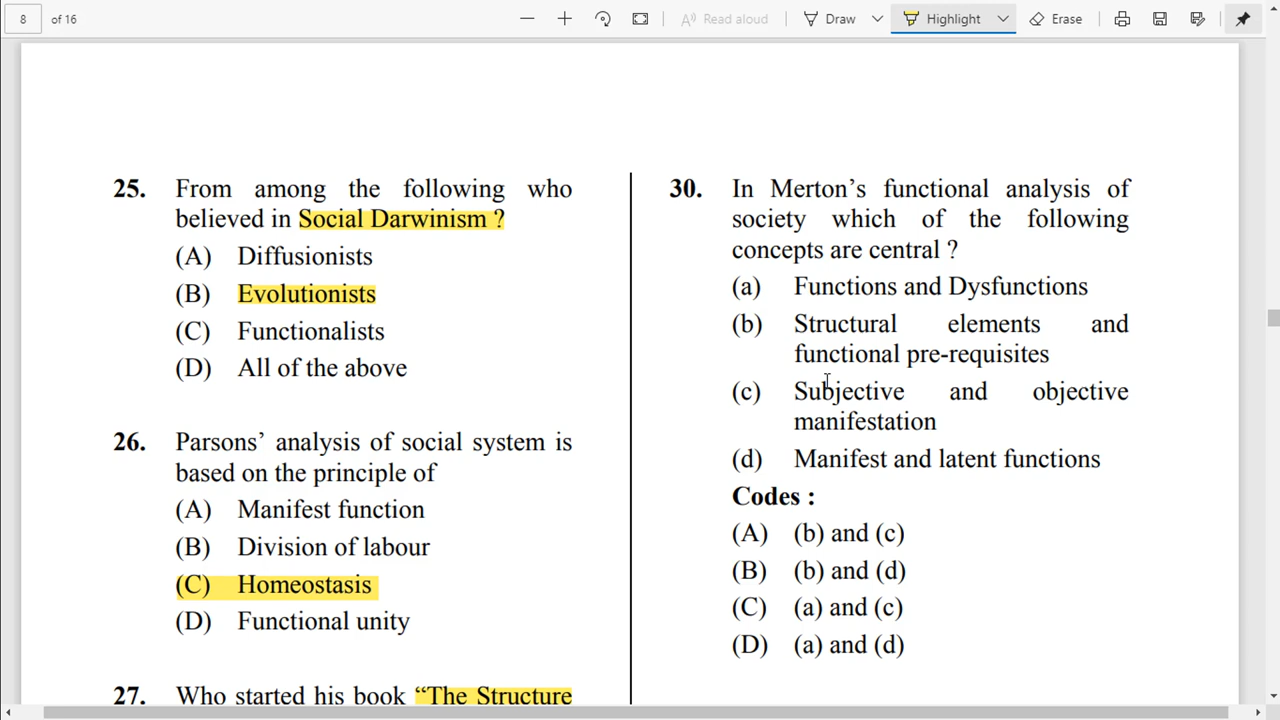 8 of 16 Read aloud Draw Highlight Erase
25. From among the following who
believed in Social Darwinism ?
(A) Diffusionists
(B) Evolutionists
(C) Functionalists
(D) All of the above
26. Parsons’ analysis of social system is
based on the principle of
(A) Manifest function
(B) Division of labour
(C) Homeostasis
(D) Functional unity
27. Who started his book “The Structure
30. In Merton’s functional analysis of
society which of the following
concepts are central ?
(a) Functions and Dysfunctions
(b) Structural elements and
functional pre-requisites
(c) Subjective and objective
manifestation
(d) Manifest and latent functions
Codes :
(A) (b) and (c)
(B) (b) and (d)
(C) (a) and (c)
(D) (a) and (d)